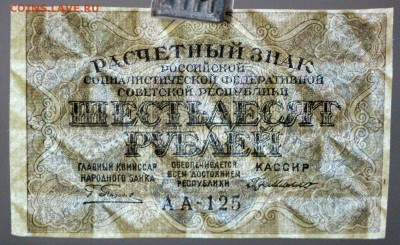 coins.lave.ru
РАСЧЕТНЫЙ ЗНАК
РОССИЙСКОЙ
СОЦИАЛИСТИЧЕСКОЙ ФЕДЕРАТИВНОЙ
СОВЕТСКОЙ РЕСПУБЛИКИ
ШЕСТЬДЕСЯТ
РУБЛЕЙ
ГЛАВНЫЙ КОМИССАР
НАРОДНОГО БАНКА
ОБЕСПЕЧИВАЕТСЯ
ВСЕМ ДОСТОЯНИЕМ
РЕСПУБЛИКИ
КАССИР
АА-125